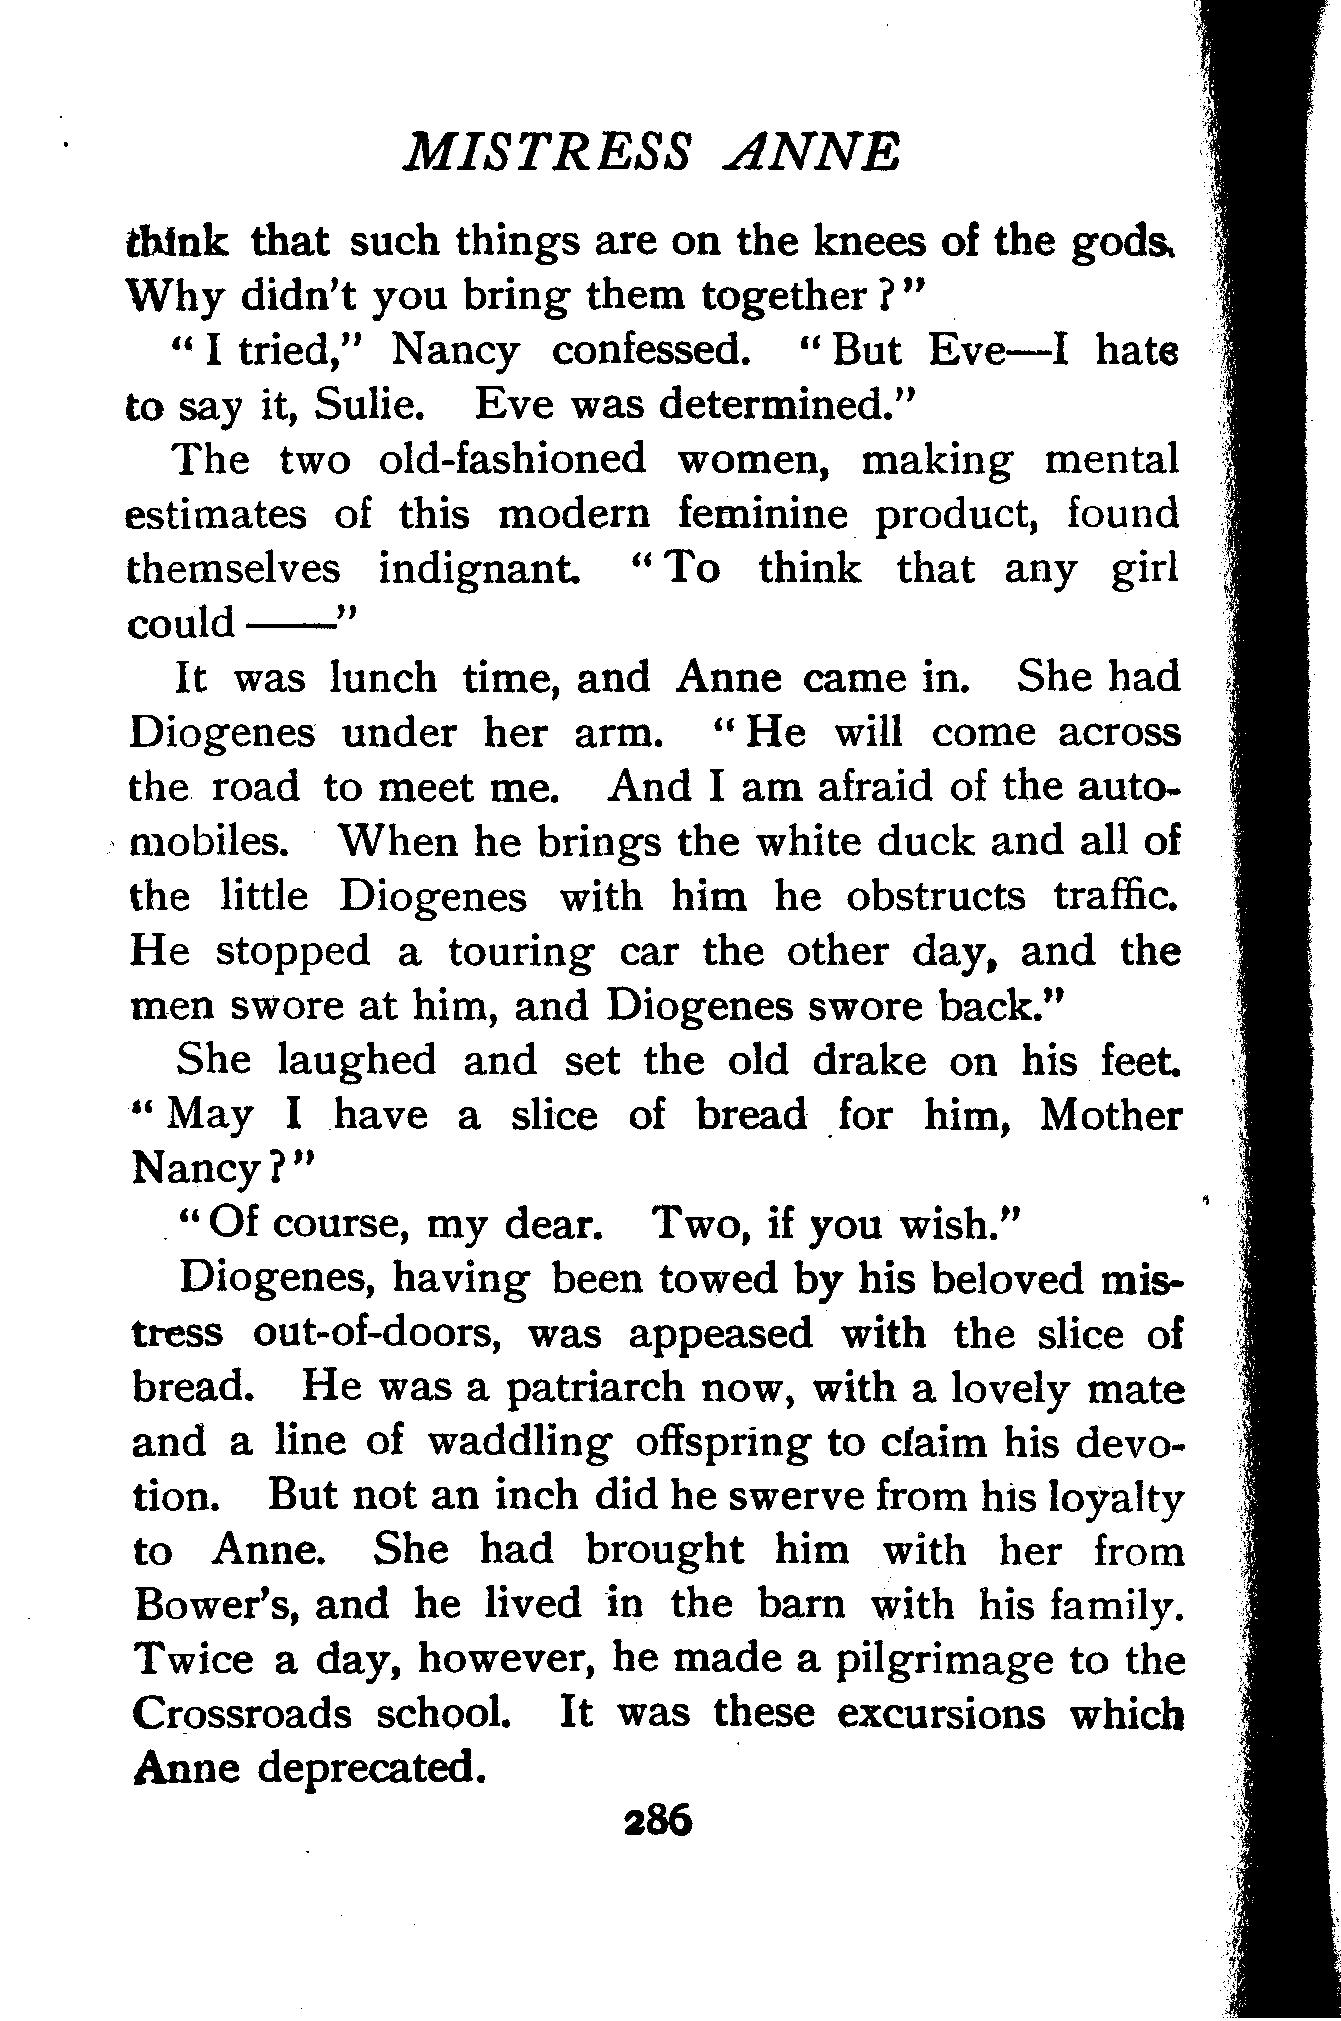 MISTRESS ANNE
think that such things are on the knees of the gods.
Why didn't you bring them together?"
"I tried," Nancy confessed. "But Eve—I hate
to say it, Sulie. Eve was determined."
The two old-fashioned women, making mental
estimates of this modern feminine product, found
themselves indignant. "To think that any girl
could ——"
It was lunch time, and Anne came in. She had
Diogenes under her arm. "He will come across
the road to meet me. And I am afraid of the auto-
mobiles. When he brings the white duck and all of
the little Diogenes with him he obstructs traffic.
He stopped a touring car the other day, and the
men swore at him, and Diogenes swore back."
She laughed and set the old drake on his feet.
"May I have a slice of bread for him, Mother
Nancy?"
"Of course, my dear. Two, if you wish."
Diogenes, having been towed by his beloved mis-
tress out-of-doors, was appeased with the slice of
bread. He was a patriarch now, with a lovely mate
and a line of waddling offspring to claim his devo-
tion. But not an inch did he swerve from his loyalty
to Anne. She had brought him with her from
Bower's, and he lived in the barn with his family.
Twice a day, however, he made a pilgrimage to the
Crossroads school. It was these excursions which
Anne deprecated.
286